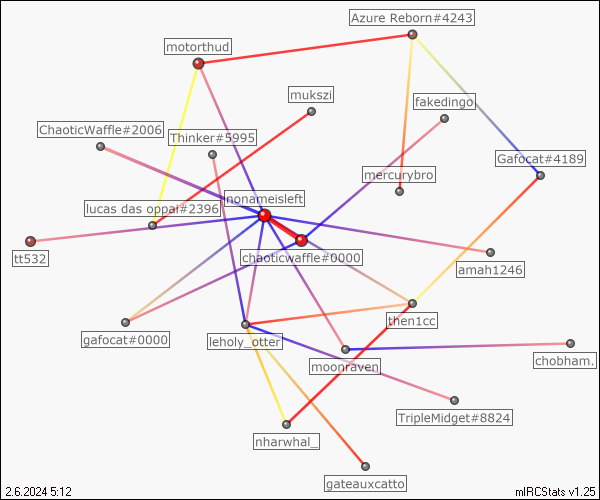 Azure Reborn#4243
motorthud
mukszi
fakedingo
ChaoticWaffle#2006
Thinker#5995
Gafocat#4189
mercurybro
nonameisleft
lucas das oppai#2396
chaoticwaffle#0000
tt532
amah1246
then1cc
gafocat#0000
leholy_otter
moonraven_
chobham.
TripleMidget#8824
nharwhal_
gateauxcatto
2.6.2024 5:12
mIRCStats v1.25